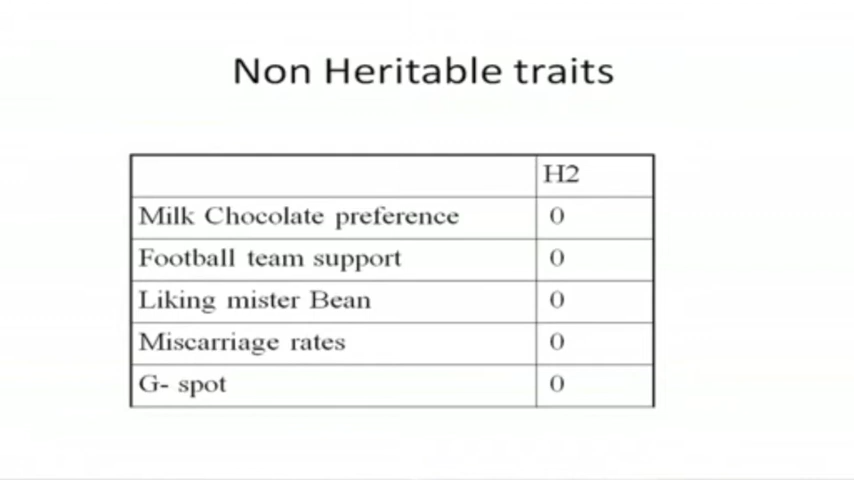 Non Heritable traits
H2
Milk Chocolate preference 0
Football team support 0
Liking mister Bean 0
Miscarriage rates 0
G- spot 0